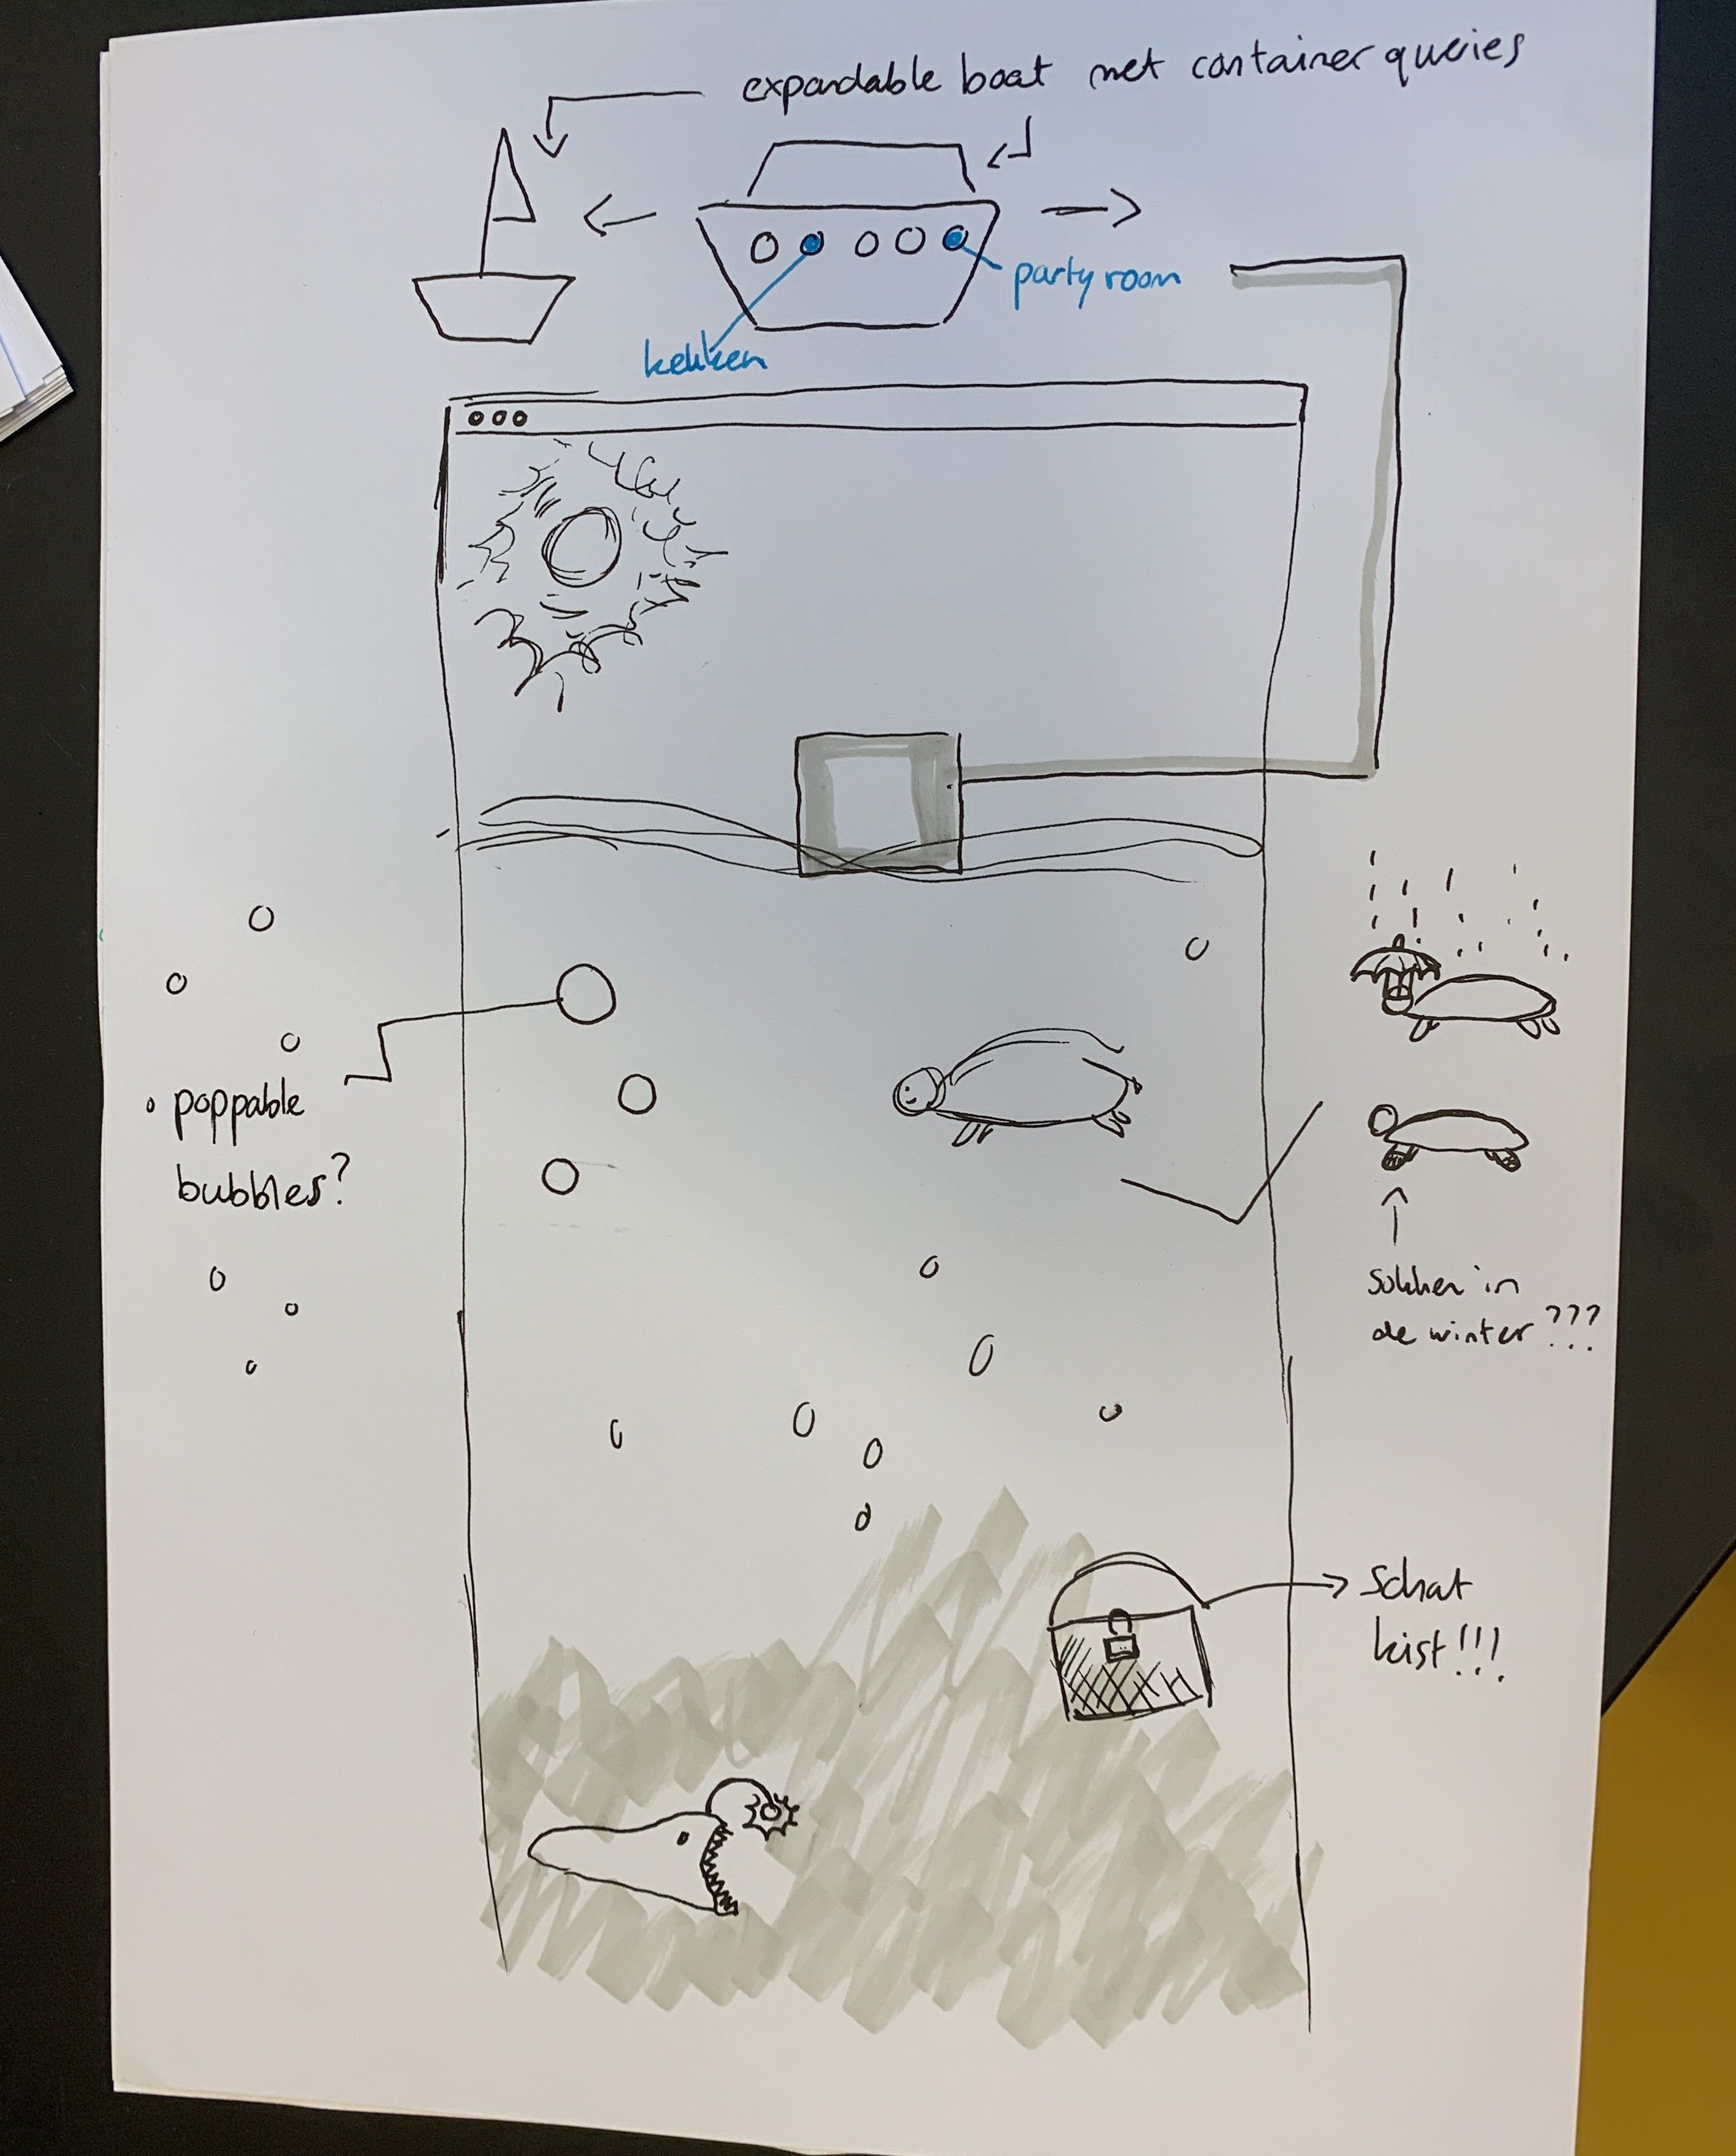 expandable boat met container queries
party room
keuken
poppable
bubbles?
sokken in
de winter ???
schat
kist!!!